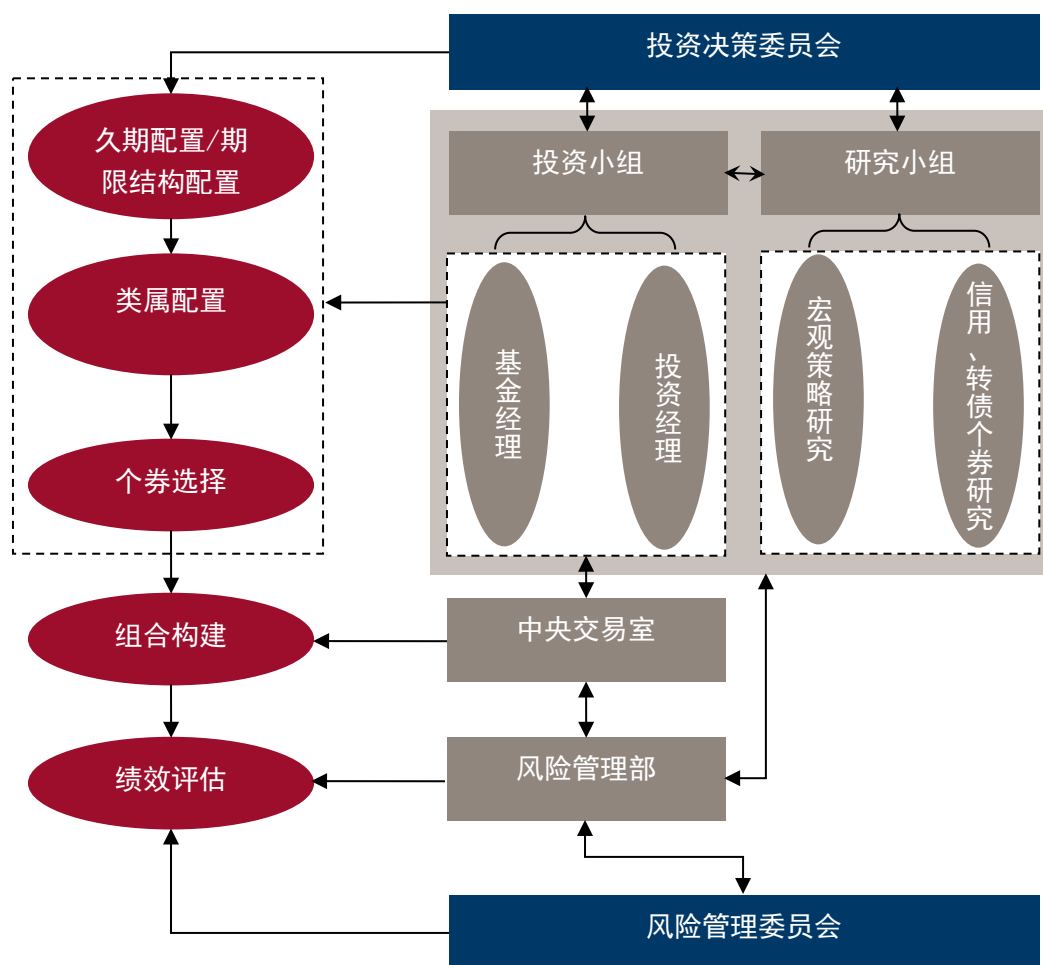 投资决策委员会
久期配置/期
限结构配置
投资小组
研究小组
类属配置
基金经理
投资经理
宏观策略研究
信用、转债个券研究
个券选择
组合构建
中央交易室
绩效评估
风险管理部
风险管理委员会